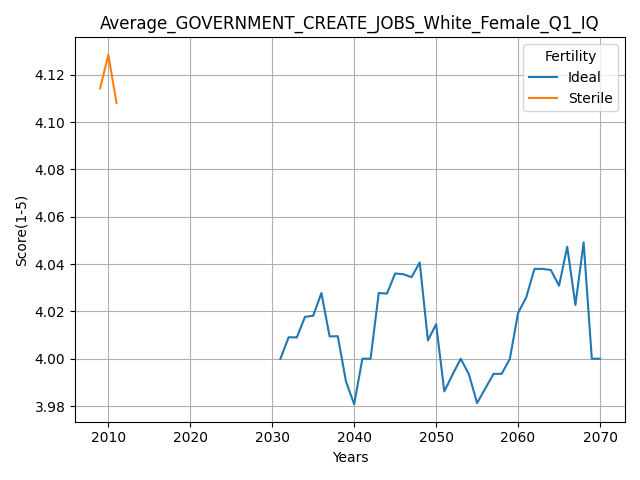 Average_GOVERNMENT_CREATE_JOBS_White_Female_Q1_IQ
Fertility
Ideal
Sterile
Score(1-5)
4.12
4.10
4.08
4.06
4.04
4.02
4.00
3.98
2010 2020 2030 2040 2050 2060 2070
Years